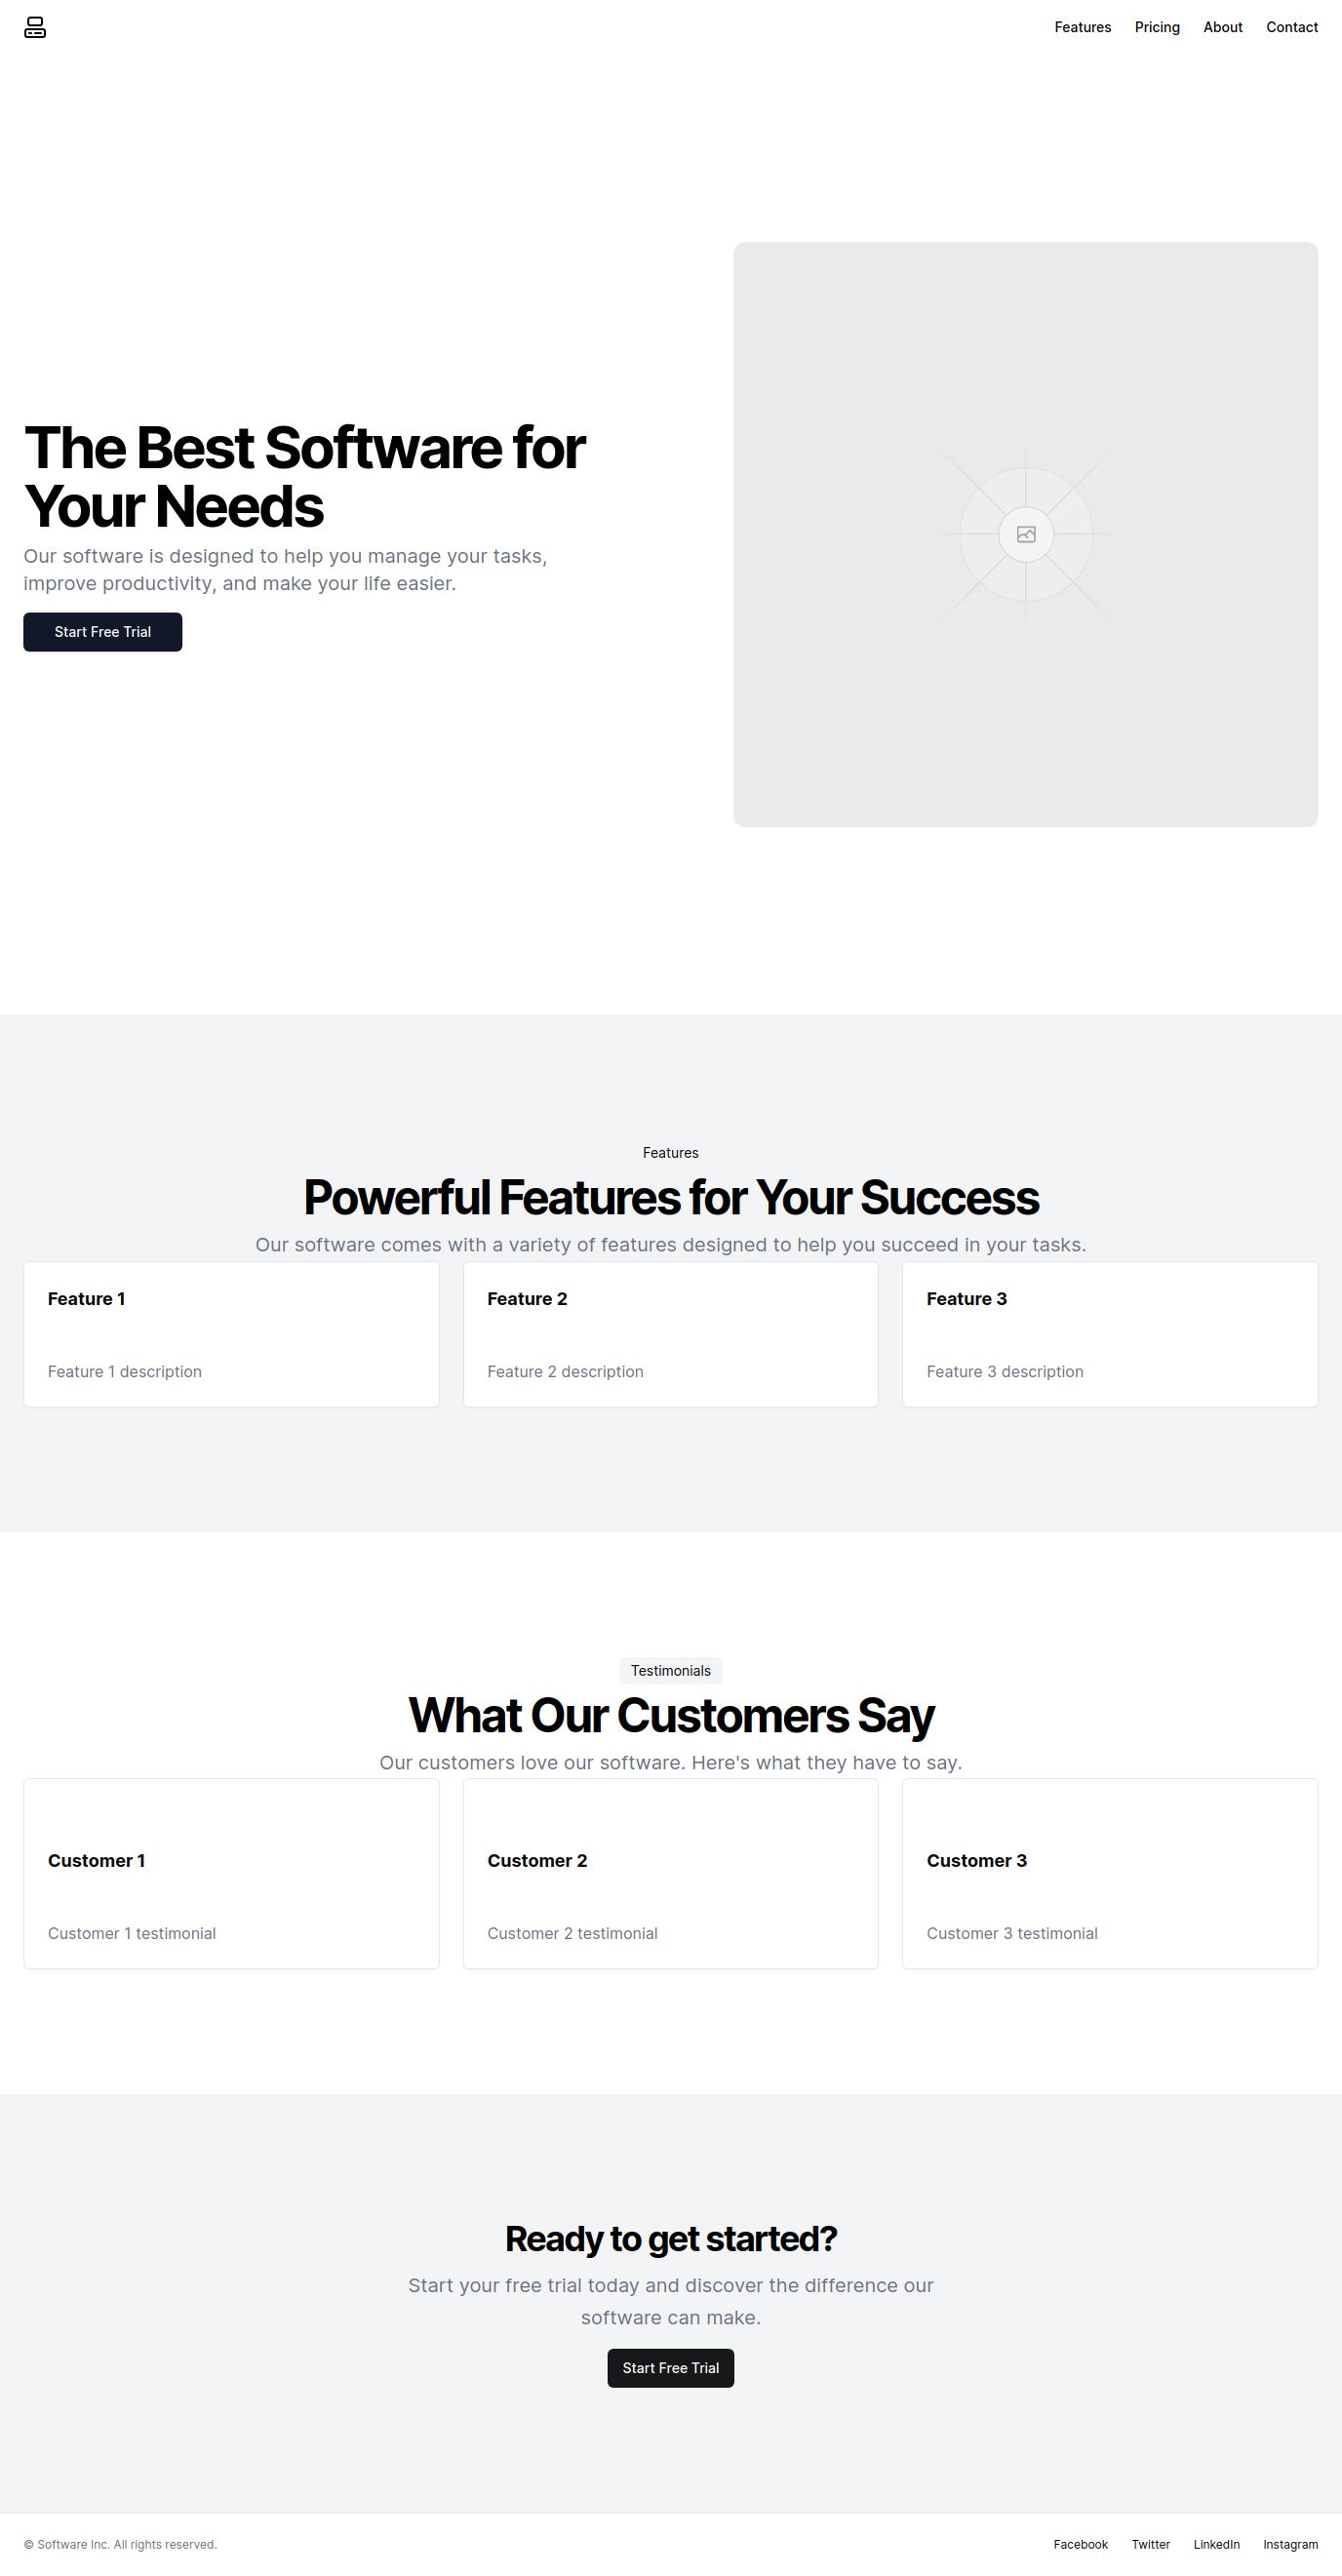 Features Pricing About Contact
The Best Software for
Your Needs
Our software is designed to help you manage your tasks,
improve productivity, and make your life easier.
Start Free Trial
Features
Powerful Features for Your Success
Our software comes with a variety of features designed to help you succeed in your tasks.
Feature 1
Feature 1 description
Feature 2
Feature 2 description
Feature 3
Feature 3 description
Testimonials
What Our Customers Say
Our customers love our software. Here's what they have to say.
Customer 1
Customer 1 testimonial
Customer 2
Customer 2 testimonial
Customer 3
Customer 3 testimonial
Ready to get started?
Start your free trial today and discover the difference our
software can make.
Start Free Trial
© Software Inc. All rights reserved.
Facebook Twitter LinkedIn Instagram